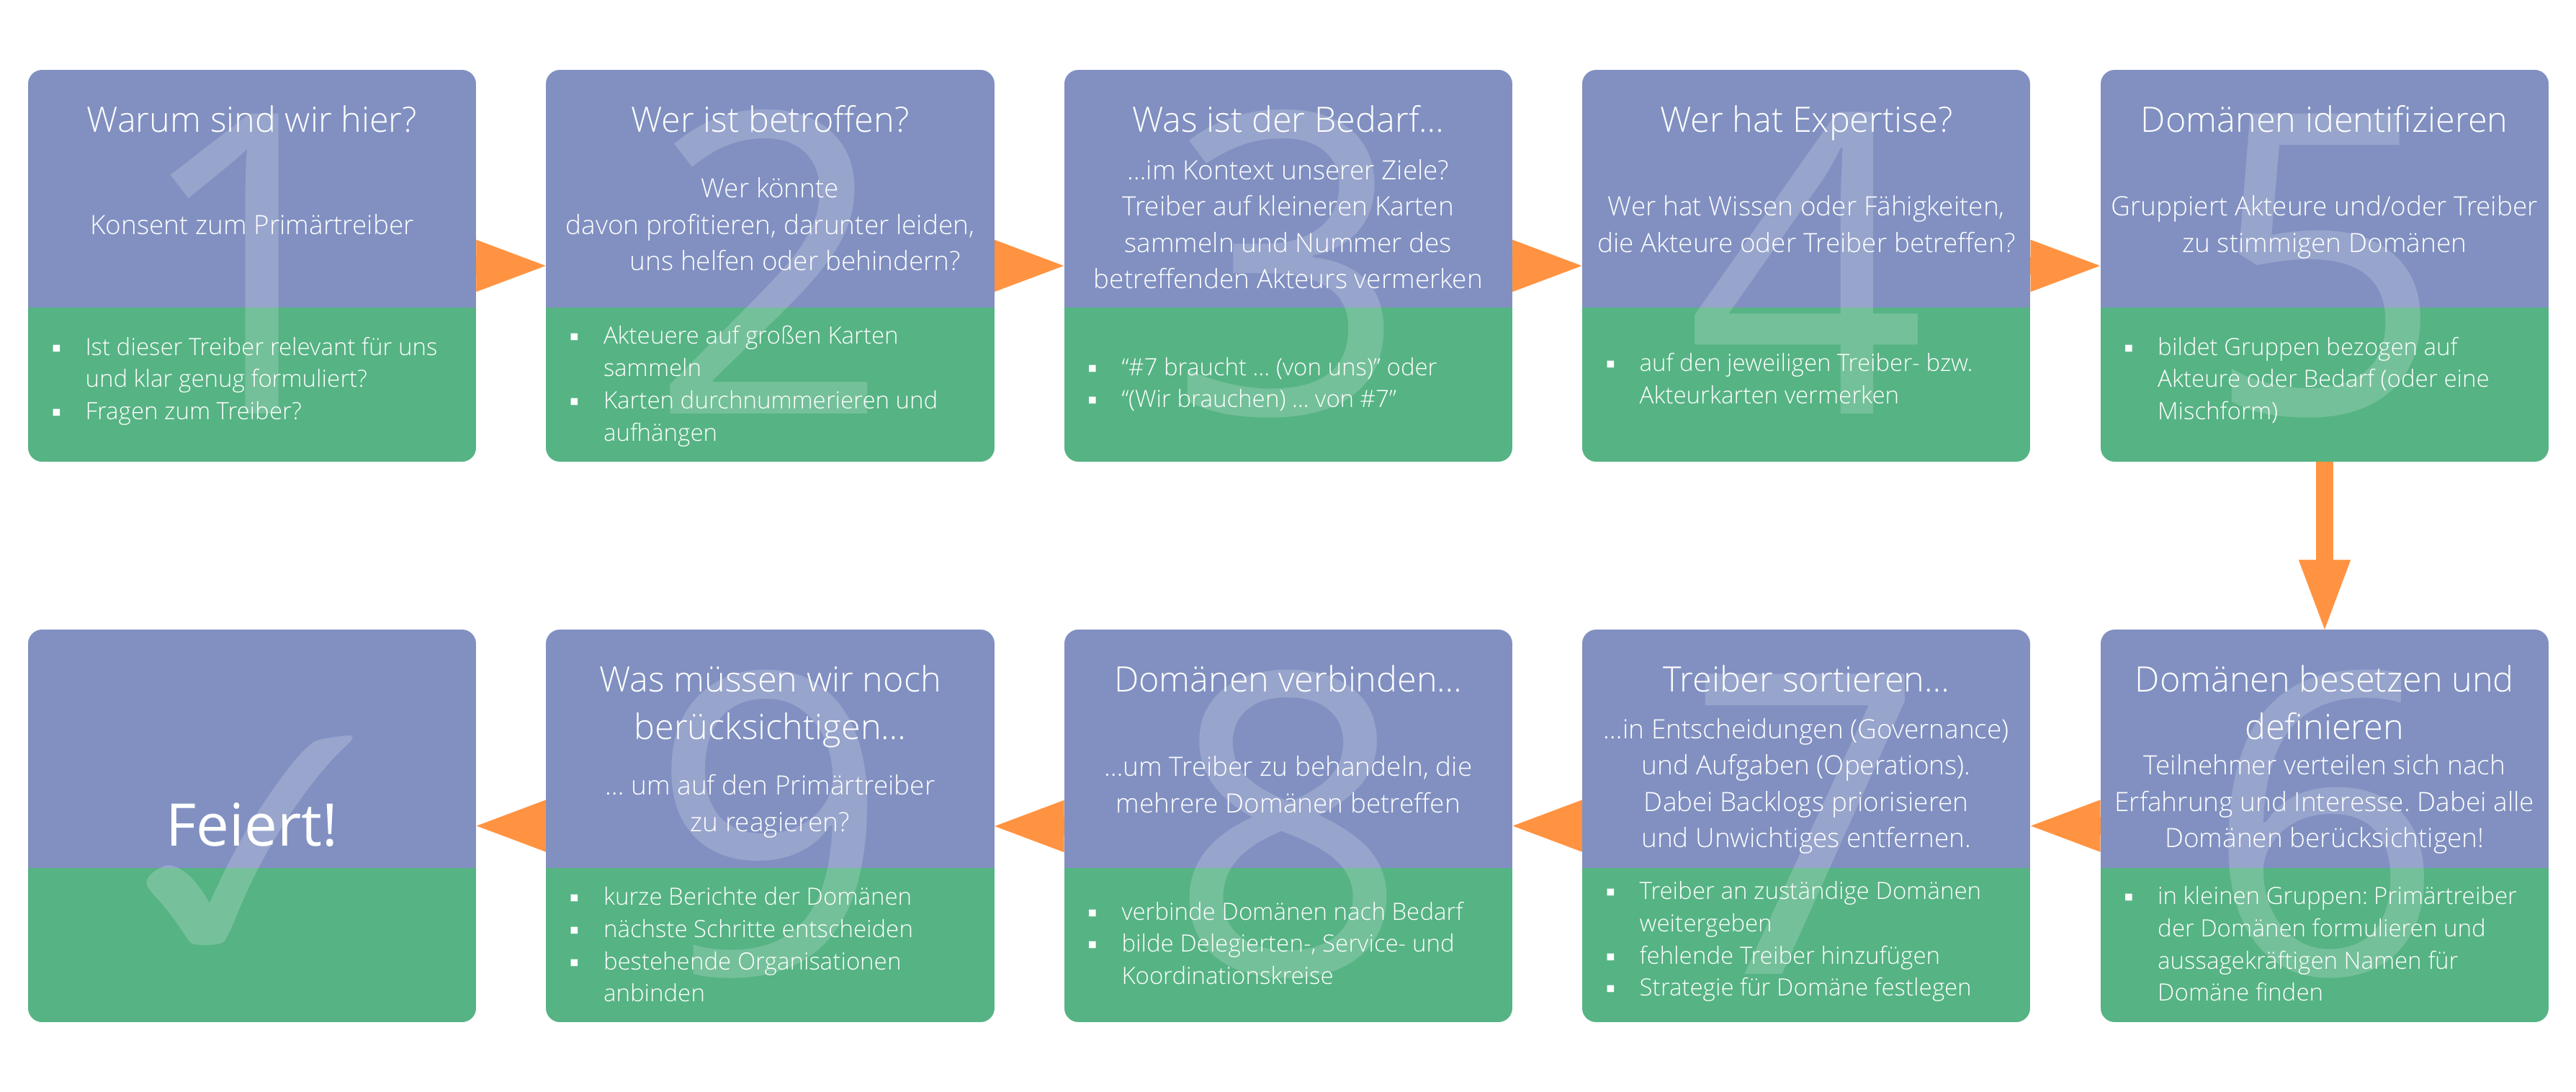 1
Warum sind wir hier?
Konsent zum Primärtreiber
▪ Ist dieser Treiber relevant für uns
und klar genug formuliert?
▪ Fragen zum Treiber?
2
Wer ist betroffen?
Wer könnte
davon profitieren, darunter leiden,
uns helfen oder behindern?
▪ Akteuere auf großen Karten
sammeln
▪ Karten durchnummerieren und
aufhängen
3
Was ist der Bedarf...
...im Kontext unserer Ziele?
Treiber auf kleineren Karten
sammeln und Nummer des
betreffenden Akteurs vermerken
▪ “#7 braucht ... (von uns)” oder
▪ “(Wir brauchen) ... von #7”
4
Wer hat Expertise?
Wer hat Wissen oder Fähigkeiten,
die Akteure oder Treiber betreffen?
▪ auf den jeweiligen Treiber- bzw.
Akteurkarten vermerken
5
Domänen identifizieren
Gruppiert Akteure und/oder Treiber
zu stimmigen Domänen
▪ bildet Gruppen bezogen auf
Akteure oder Bedarf (oder eine
Mischform)
6
Domänen besetzen und
definieren
Teilnehmer verteilen sich nach
Erfahrung und Interesse. Dabei alle
Domänen berücksichtigen!
▪ in kleinen Gruppen: Primärtreiber
der Domänen formulieren und
aussagekräftigen Namen für
Domäne finden
7
Treiber sortieren...
...in Entscheidungen (Governance)
und Aufgaben (Operations).
Dabei Backlogs priorisieren
und Unwichtiges entfernen.
▪ Treiber an zuständige Domänen
weitergeben
▪ fehlende Treiber hinzufügen
▪ Strategie für Domäne festlegen
8
Domänen verbinden...
...um Treiber zu behandeln, die
mehrere Domänen betreffen
▪ verbinde Domänen nach Bedarf
▪ bilde Delegierten-, Service- und
Koordinationskreise
9
Was müssen wir noch
berücksichtigen...
... um auf den Primärtreiber
zu reagieren?
▪ kurze Berichte der Domänen
▪ nächste Schritte entscheiden
▪ bestehende Organisationen
anbinden
✓
Feiert!